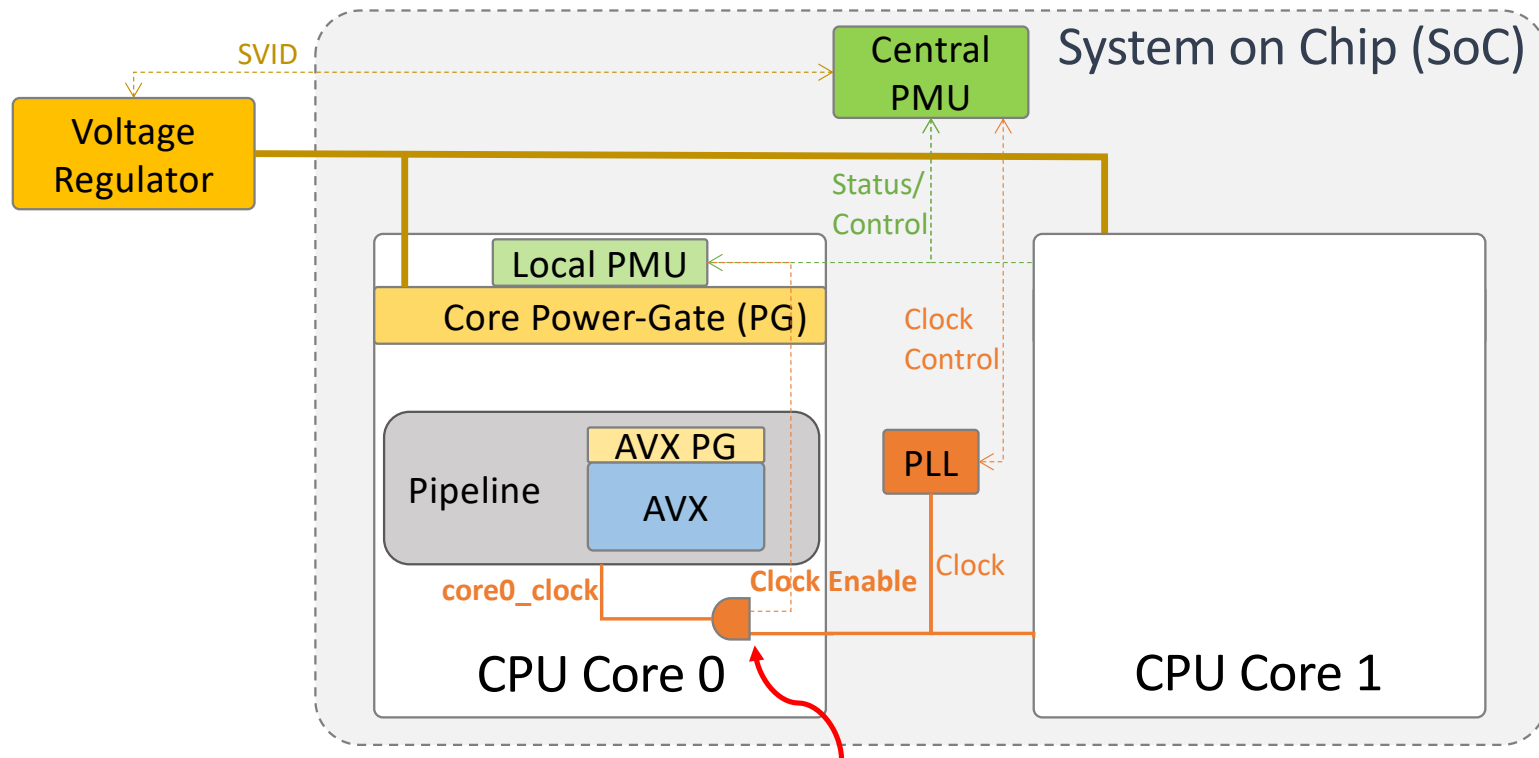 System on Chip (SoC)
SVID
Central
PMU
Voltage
Regulator
Status/
Control
Local PMU
Core Power-Gate (PG)
Clock
Control
AVX PG
Pipeline
AVX
PLL
core0_clock
Clock Enable
Clock
CPU Core 0
CPU Core 1